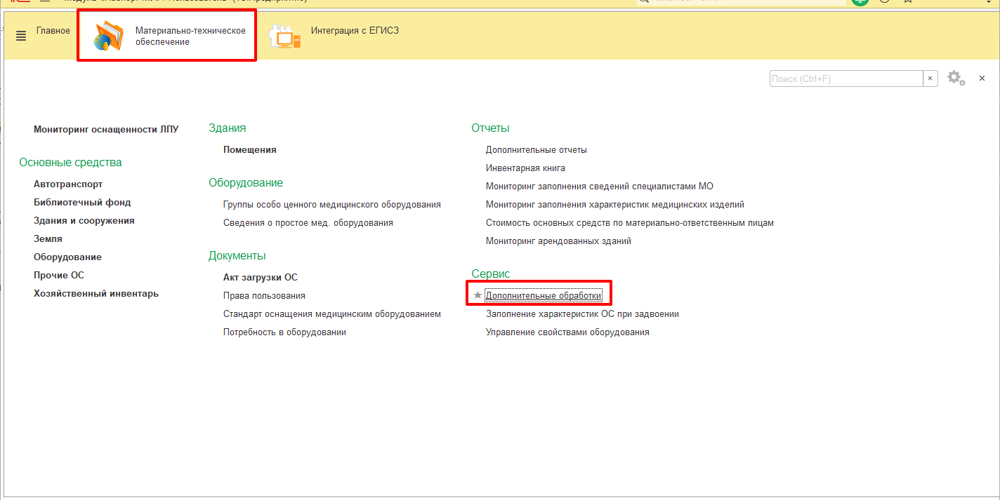 Главное
Материально-техническое
обеспечение
Интеграция с ЕГИСЗ
Поиск (Ctrl+F)
Мониторинг оснащенности ЛПУ
Основные средства
Автотранспорт
Библиотечный фонд
Здания и сооружения
Земля
Оборудование
Прочие ОС
Хозяйственный инвентарь
Здания
Помещения
Оборудование
Группы особо ценного медицинского оборудования
Сведения о простое мед. оборудования
Документы
Акт загрузки ОС
Права пользования
Стандарт оснащения медицинским оборудованием
Потребность в оборудовании
Отчеты
Дополнительные отчеты
Инвентарная книга
Мониторинг заполнения сведений специалистами МО
Мониторинг заполнения характеристик медицинских изделий
Стоимость основных средств по материально-ответственным лицам
Мониторинг арендованных зданий
Сервис
Дополнительные обработки
Заполнение характеристик ОС при задвоении
Управление свойствами оборудования